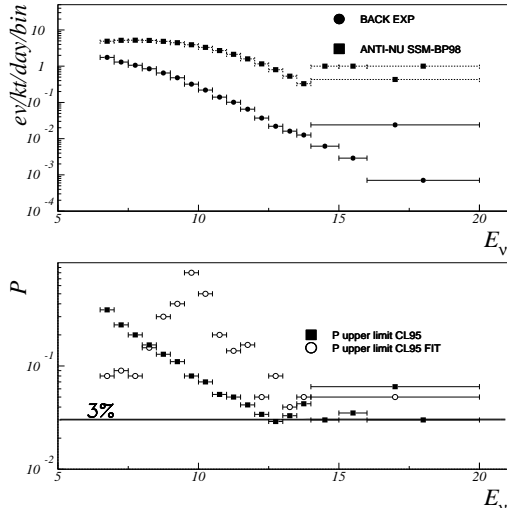 ev/kt/day/bin
BACK EXP
ANTI-NU SSM-BP98
1
10 -1
10 -2
10 -3
10 -4
5 10 15 20
E_ν
P
P upper limit CL95
P upper limit CL95 FIT
10 -1
3%
10 -2
5 10 15 20
E_ν